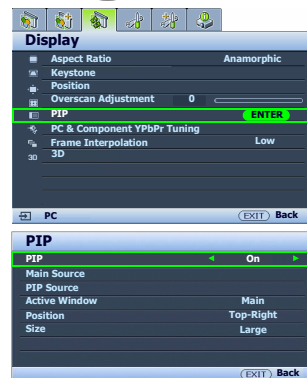 Display
Aspect Ratio Anamorphic
Keystone
Position
Overscan Adjustment 0
PIP ENTER
PC & Component YPbPr Tuning
Frame Interpolation Low
3D 3D
PC EXIT Back
PIP
PIP On
Main Source
PIP Source
Active Window Main
Position Top-Right
Size Large
EXIT Back